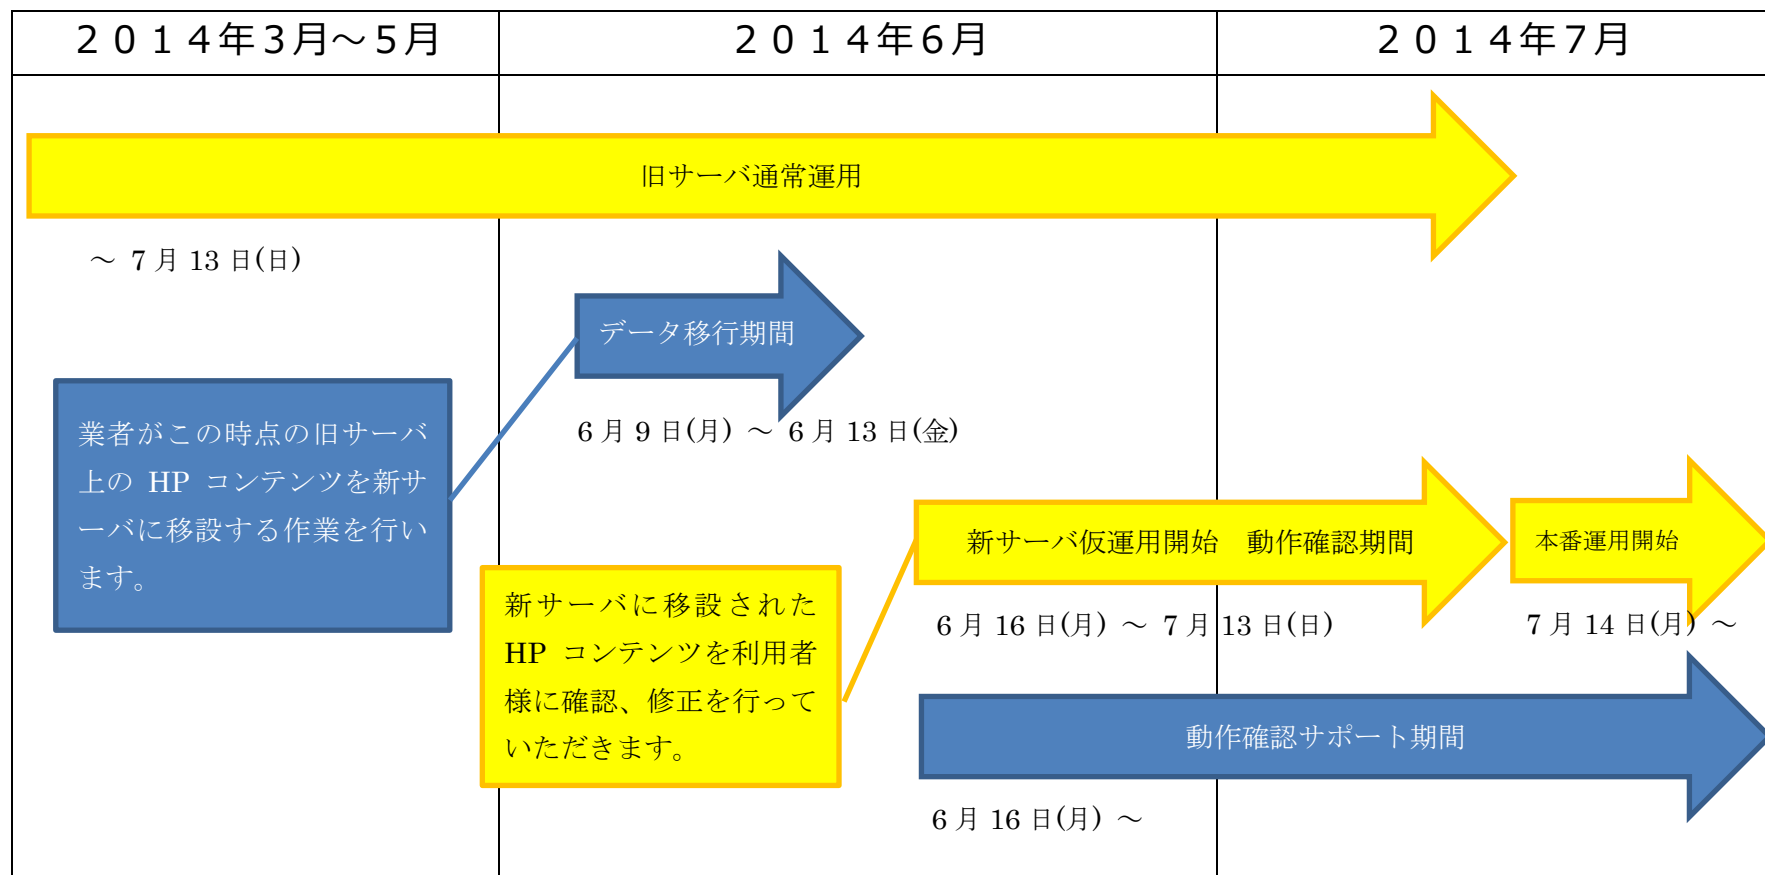 ２０１４年３月～５月
２０１４年６月
２０１４年７月
旧サーバ通常運用
～ 7 月 13 日(日)
データ移行期間
6 月 9 日(月) ～ 6 月 13 日(金)
業者がこの時点の旧サーバ
上の HP コンテンツを新サ
ーバに移設する作業を行い
ます。
新サーバ仮運用開始　動作確認期間
6 月 16 日(月) ～ 7 月 13 日(日)
本番運用開始
7 月 14 日(月) ～
新サーバに移設された
HP コンテンツを利用者
様に確認、修正を行って
いただきます。
動作確認サポート期間
6 月 16 日(月) ～